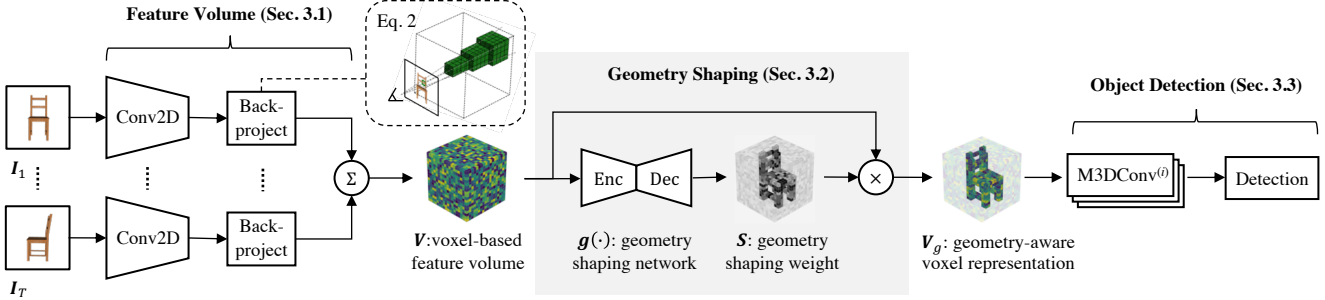 Feature Volume (Sec. 3.1)
Eq. 2
Geometry Shaping (Sec. 3.2)
Object Detection (Sec. 3.3)
Conv2D
Back-
project
I₁
Σ
Enc
Dec
×
M3DConv⁽ⁱ⁾
Detection
Conv2D
Back-
project
I_T
V:voxel-based
feature volume
g(·): geometry
shaping network
S: geometry
shaping weight
V_g: geometry-aware
voxel representation